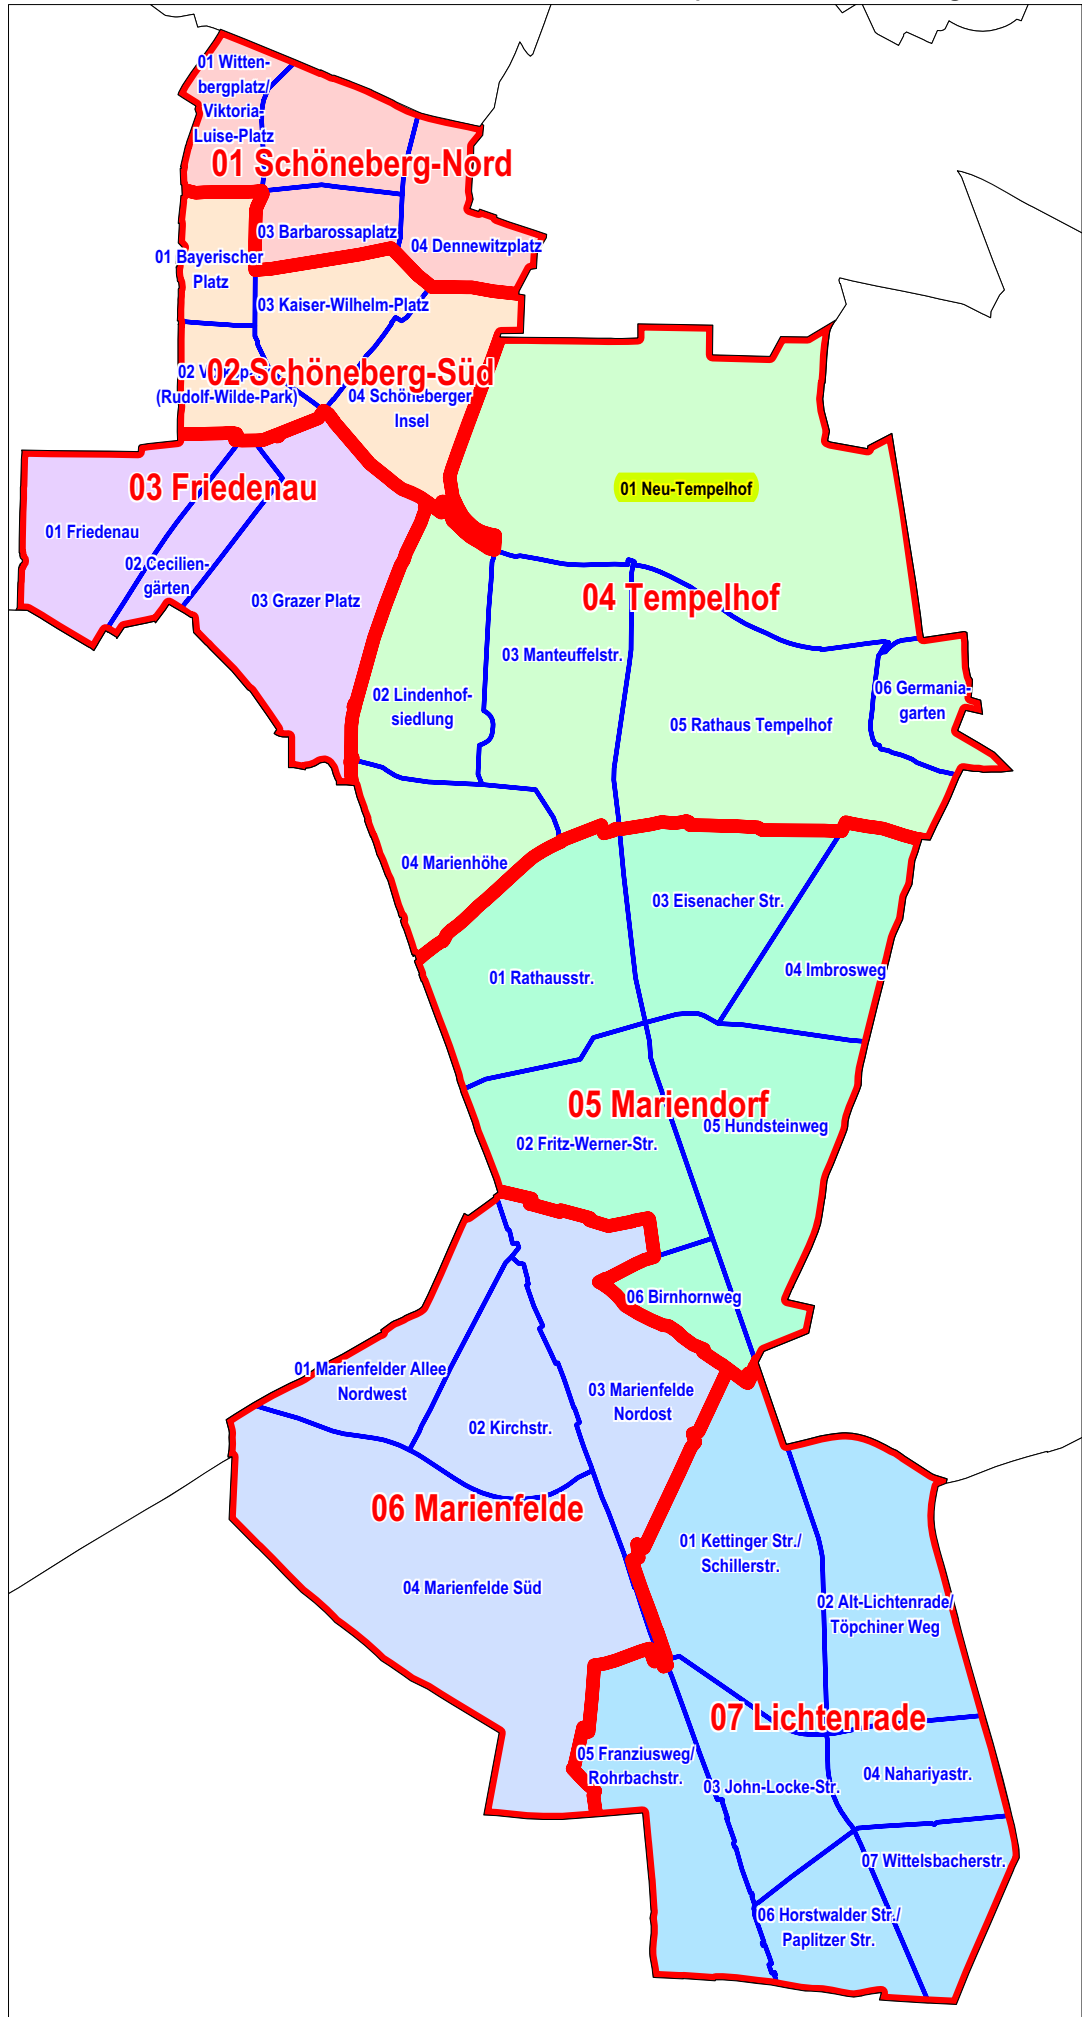 01 Witten-
bergplatz/
Viktoria-
Luise-Platz
01 Schöneberg-Nord
03 Barbarossaplatz
04 Dennewitzplatz
01 Bayerischer
Platz
03 Kaiser-Wilhelm-Platz
02 Schöneberg-Süd
02
(Rudolf-Wilde-Park)
04 Schöneberger
Insel
03 Friedenau
01 Neu-Tempelhof
01 Friedenau
02 Cecilien-
gärten
03 Grazer Platz
04 Tempelhof
03 Manteuffelstr.
02 Lindenhof-
siedlung
06 Germania-
garten
05 Rathaus Tempelhof
04 Marienhöhe
03 Eisenacher Str.
01 Rathausstr.
04 Imbrosweg
05 Mariendorf
05 Hundsteinweg
02 Fritz-Werner-Str.
06 Birnhornweg
01 Marienfelder Allee
Nordwest
03 Marienfelde
Nordost
02 Kirchstr.
06 Marienfelde
01 Kettinger Str./
Schillerstr.
04 Marienfelde Süd
02 Alt-Lichtenrade/
Töpchiner Weg
07 Lichtenrade
05 Franziusweg/
Rohrbachstr.
03 John-Locke-Str.
04 Nahariyastr.
07 Wittelsbacherstr.
06 Horstwalder Str./
Paplitzer Str.